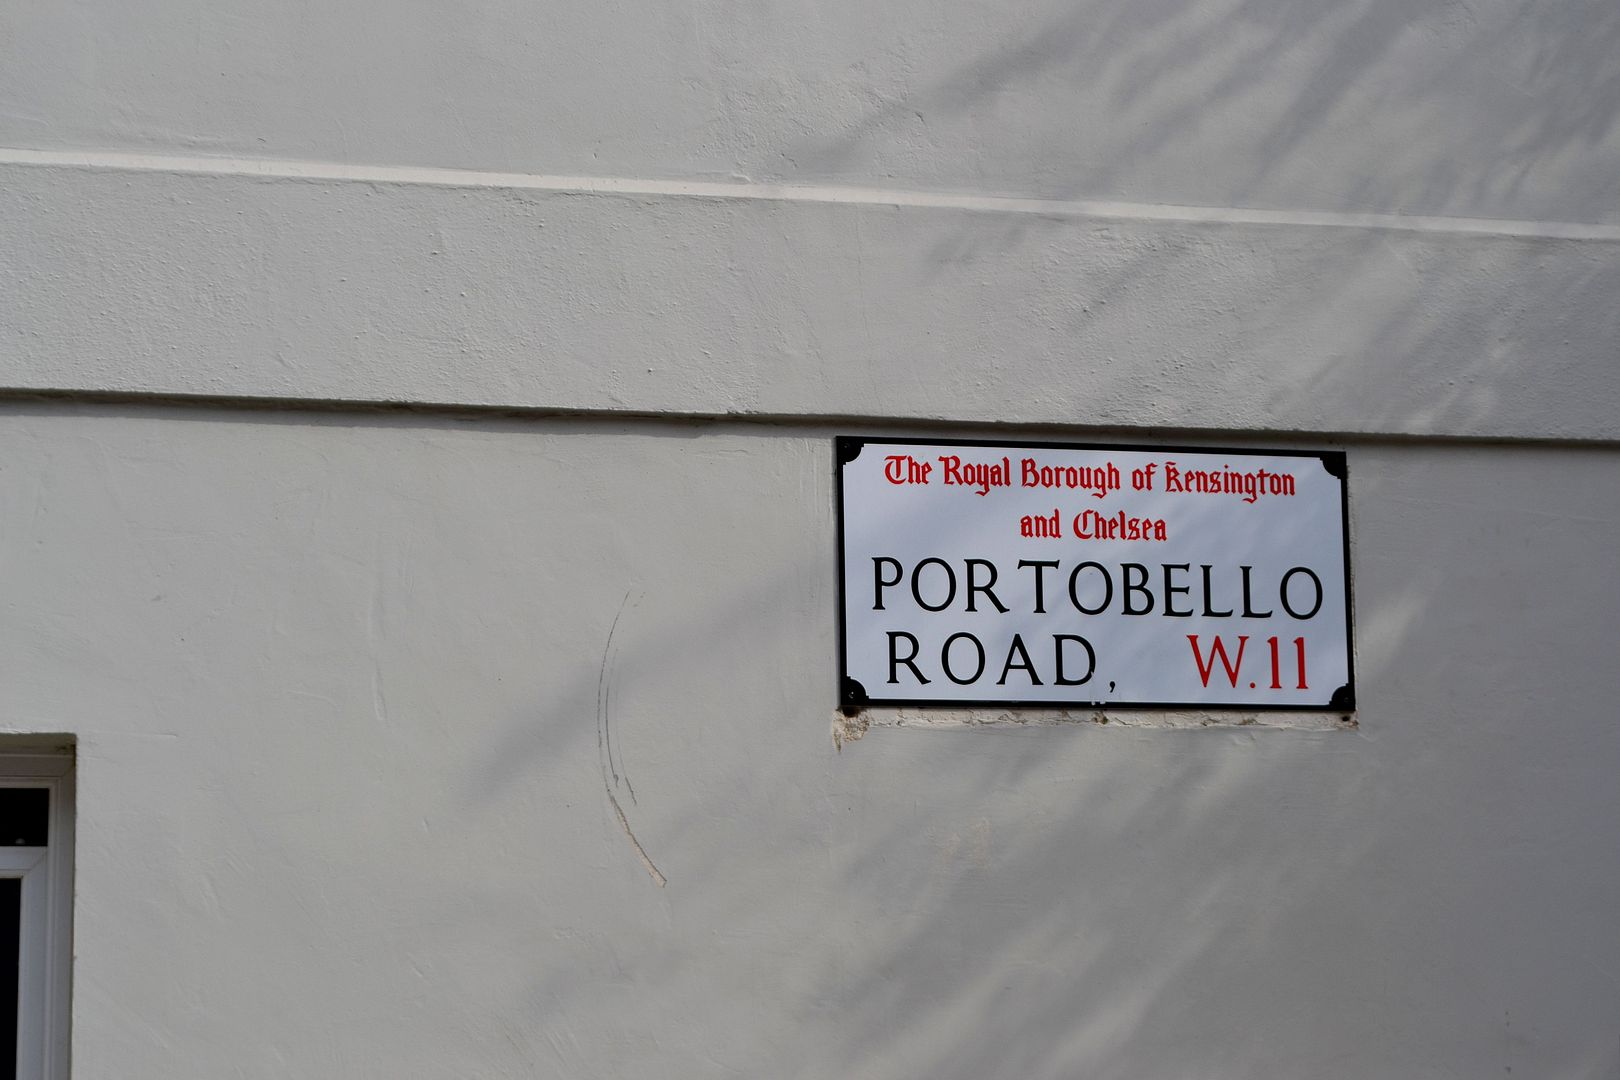 The Royal Borough of Kensington
and Chelsea
PORTOBELLO
ROAD, W.11